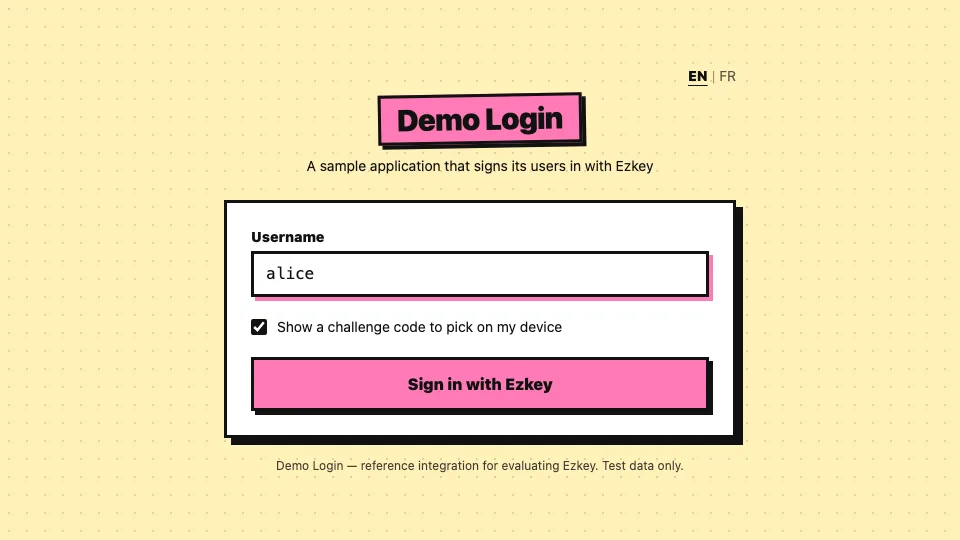 EN | FR
Demo Login
A sample application that signs its users in with Ezkey
Username
alice
Show a challenge code to pick on my device
Sign in with Ezkey
Demo Login — reference integration for evaluating Ezkey. Test data only.